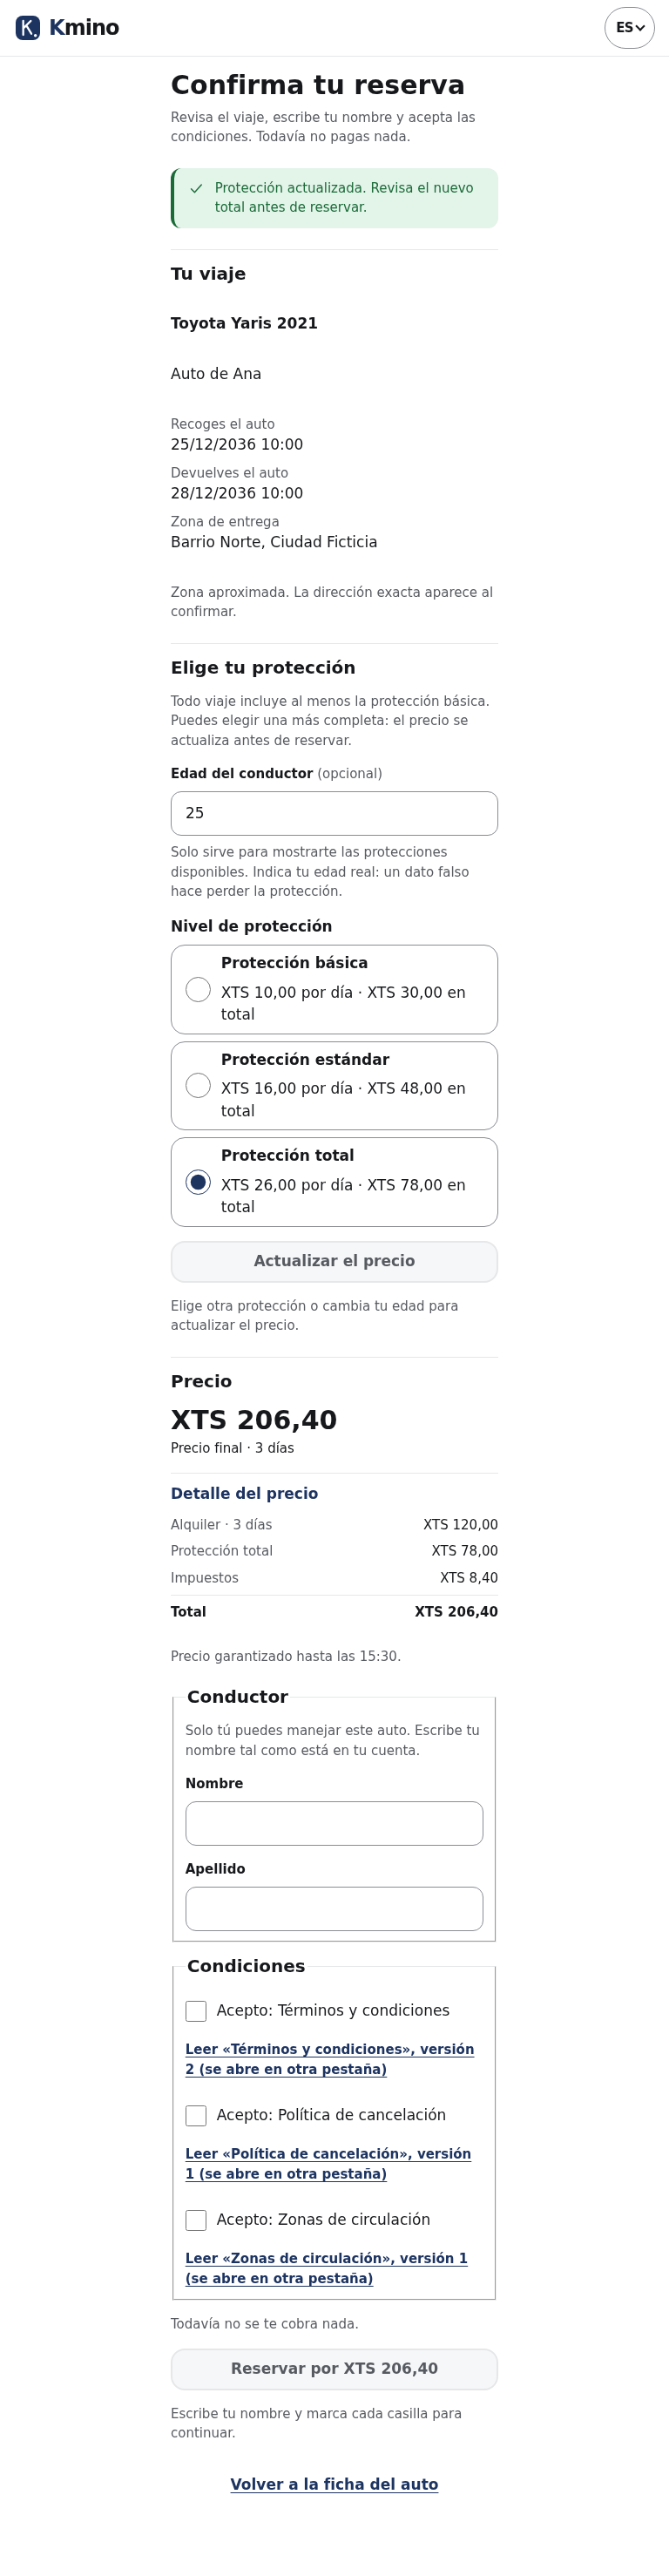 K Kmino
ES
Confirma tu reserva
Revisa el viaje, escribe tu nombre y acepta las
condiciones. Todavía no pagas nada.
Protección actualizada. Revisa el nuevo
total antes de reservar.
Tu viaje
Toyota Yaris 2021
Auto de Ana
Recoges el auto
25/12/2036 10:00
Devuelves el auto
28/12/2036 10:00
Zona de entrega
Barrio Norte, Ciudad Ficticia
Zona aproximada. La dirección exacta aparece al
confirmar.
Elige tu protección
Todo viaje incluye al menos la protección básica.
Puedes elegir una más completa: el precio se
actualiza antes de reservar.
Edad del conductor (opcional)
25
Solo sirve para mostrarte las protecciones
disponibles. Indica tu edad real: un dato falso
hace perder la protección.
Nivel de protección
Protección básica
XTS 10,00 por día · XTS 30,00 en
total
Protección estándar
XTS 16,00 por día · XTS 48,00 en
total
Protección total
XTS 26,00 por día · XTS 78,00 en
total
Actualizar el precio
Elige otra protección o cambia tu edad para
actualizar el precio.
Precio
XTS 206,40
Precio final · 3 días
Detalle del precio
Alquiler · 3 días XTS 120,00
Protección total XTS 78,00
Impuestos XTS 8,40
Total XTS 206,40
Precio garantizado hasta las 15:30.
Conductor
Solo tú puedes manejar este auto. Escribe tu
nombre tal como está en tu cuenta.
Nombre
Apellido
Condiciones
Acepto: Términos y condiciones
Leer «Términos y condiciones», versión
2 (se abre en otra pestaña)
Acepto: Política de cancelación
Leer «Política de cancelación», versión
1 (se abre en otra pestaña)
Acepto: Zonas de circulación
Leer «Zonas de circulación», versión 1
(se abre en otra pestaña)
Todavía no se te cobra nada.
Reservar por XTS 206,40
Escribe tu nombre y marca cada casilla para
continuar.
Volver a la ficha del auto